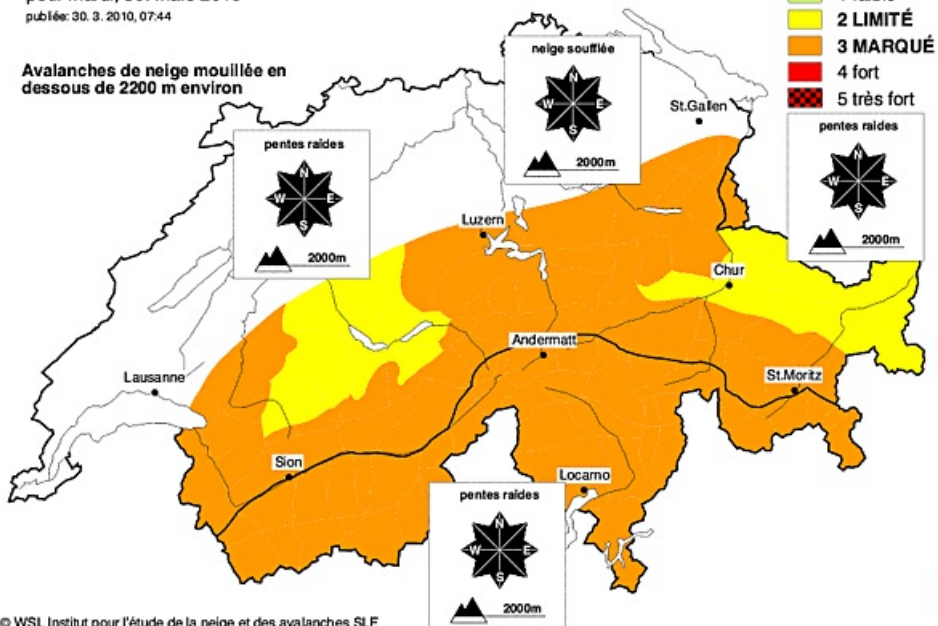 publiée: 30. 3. 2010, 07:44
2 LIMITÉ
3 MARQUÉ
4 fort
5 très fort
Avalanches de neige mouillée en
dessous de 2200 m environ
neige soufflée
N
W E
S
2000m
St.Gallen
pentes raides
N
W E
S
2000m
pentes raides
N
W E
S
2000m
Luzern
Chur
Andermatt
Lausanne
St.Moritz
Sion
Locarno
pentes raides
N
W E
S
2000m
© WSL Institut pour l'étude de la neige et des avalanches SLF